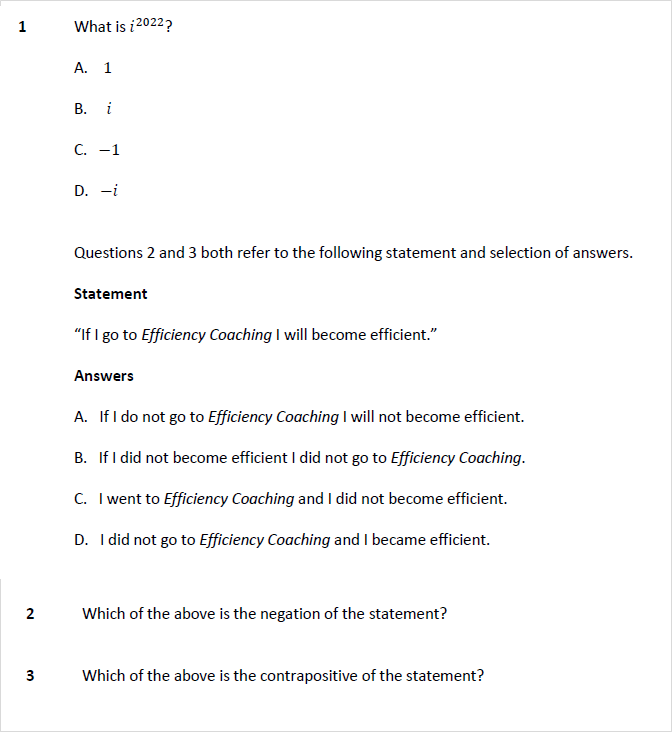 1 What is i²⁰²²?
A. 1
B. i
C. −1
D. −i
Questions 2 and 3 both refer to the following statement and selection of answers.
Statement
“If I go to Efficiency Coaching I will become efficient.”
Answers
A. If I do not go to Efficiency Coaching I will not become efficient.
B. If I did not become efficient I did not go to Efficiency Coaching.
C. I went to Efficiency Coaching and I did not become efficient.
D. I did not go to Efficiency Coaching and I became efficient.
2 Which of the above is the negation of the statement?
3 Which of the above is the contrapositive of the statement?